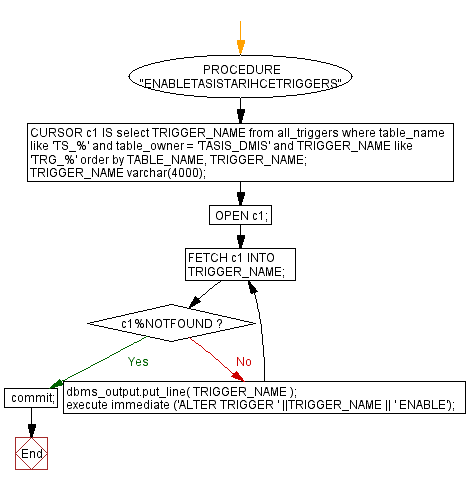 PROCEDURE
"ENABLETASISTARIHCETRIGGERS"
CURSOR c1 IS select TRIGGER_NAME from all_triggers where table_name
like 'TS_%' and table_owner = 'TASIS_DMIS' and TRIGGER_NAME like
'TRG_%' order by TABLE_NAME, TRIGGER_NAME;
TRIGGER_NAME varchar(4000);
OPEN c1;
FETCH c1 INTO
TRIGGER_NAME;
c1%NOTFOUND ?
Yes
No
commit;
dbms_output.put_line( TRIGGER_NAME );
execute immediate ('ALTER TRIGGER ' ||TRIGGER_NAME || ' ENABLE');
End